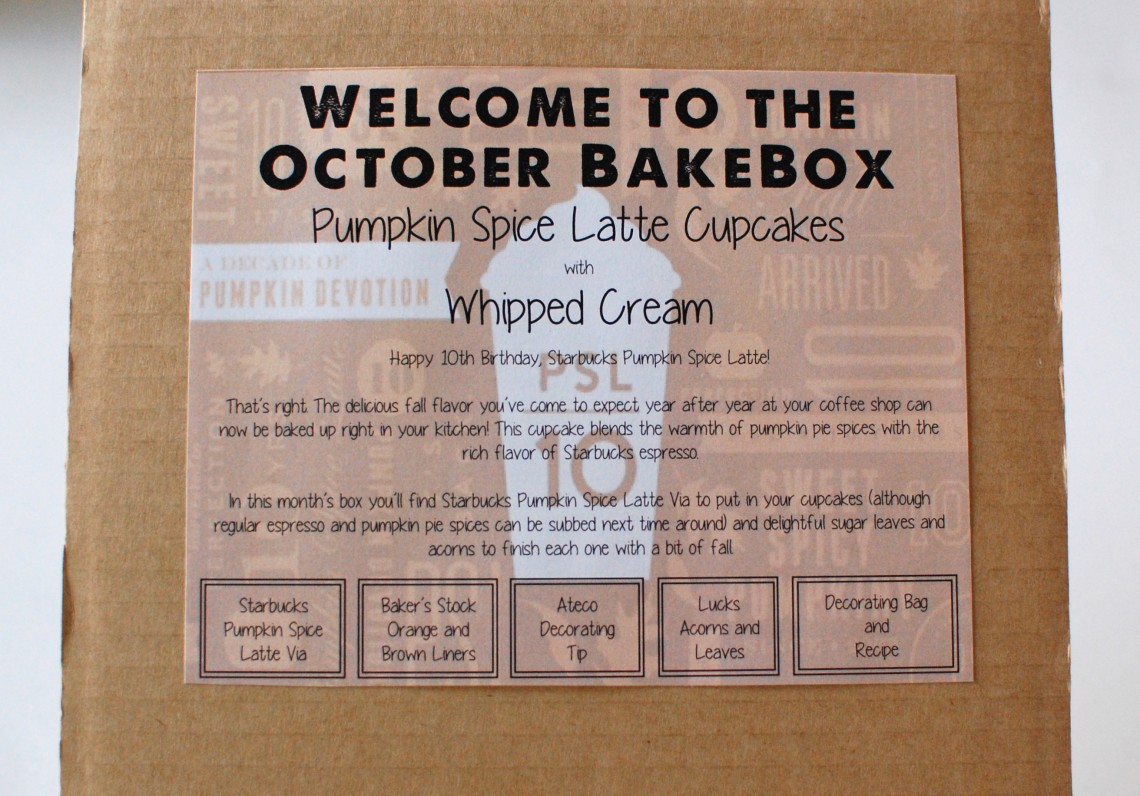 WELCOME TO THE
OCTOBER BAKEBOX
Pumpkin Spice Latte Cupcakes
with
Whipped Cream
A DECADE OF
PUMPKIN DEVOTION
ARRIVED
Happy 10th Birthday, Starbucks Pumpkin Spice Latte!
PSL
10
That's right. The delicious fall flavor you've come to expect year after year at your coffee shop can
now be baked up right in your kitchen! This cupcake blends the warmth of pumpkin pie spices with the
rich flavor of Starbucks espresso.
In this month's box you'll find Starbucks Pumpkin Spice Latte Via to put in your cupcakes (although
regular espresso and pumpkin pie spices can be subbed next time around) and delightful sugar leaves and
acorns to finish each one with a bit of fall.
SWEET
SWEET
SPICY
10
10
Starbucks
Pumpkin Spice
Latte Via
Baker's Stock
Orange and
Brown Liners
Ateco
Decorating
Tip
Lucks
Acorns and
Leaves
Decorating Bag
and
Recipe